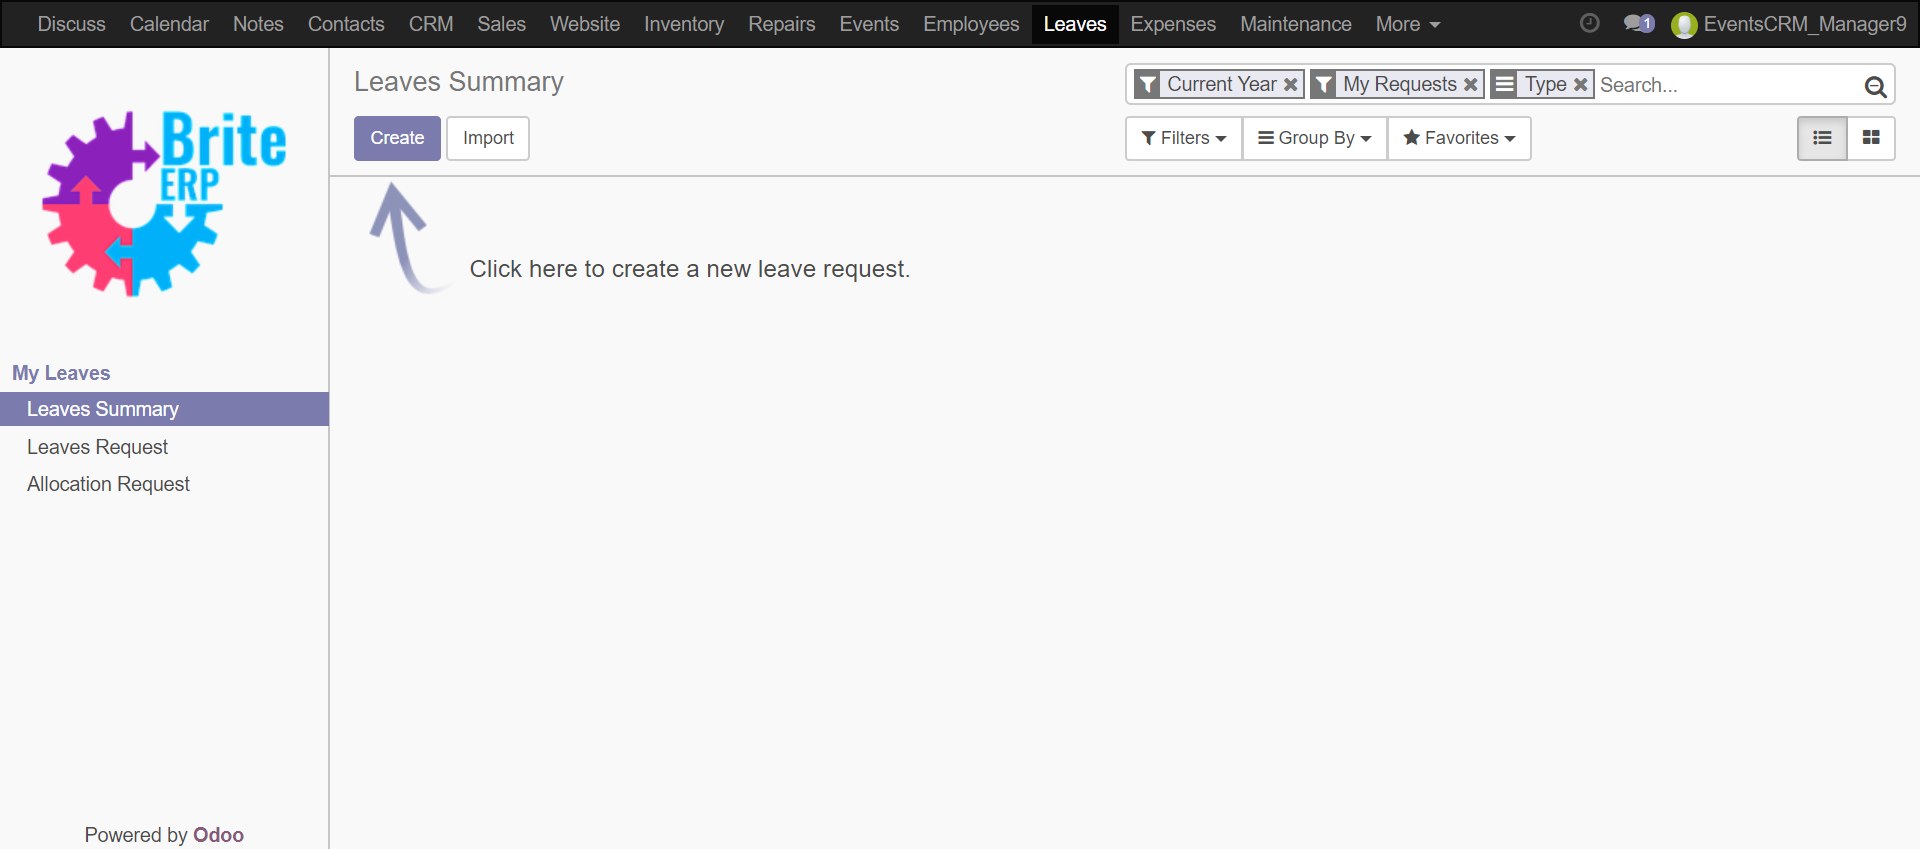 Discuss Calendar Notes Contacts CRM Sales Website Inventory Repairs Events Employees Leaves Expenses Maintenance More 1 EventsCRM_Manager9
Leaves Summary
Current Year My Requests Type Search...
Create Import
Filters Group By Favorites
Brite
ERP
Click here to create a new leave request.
My Leaves
Leaves Summary
Leaves Request
Allocation Request
Powered by Odoo